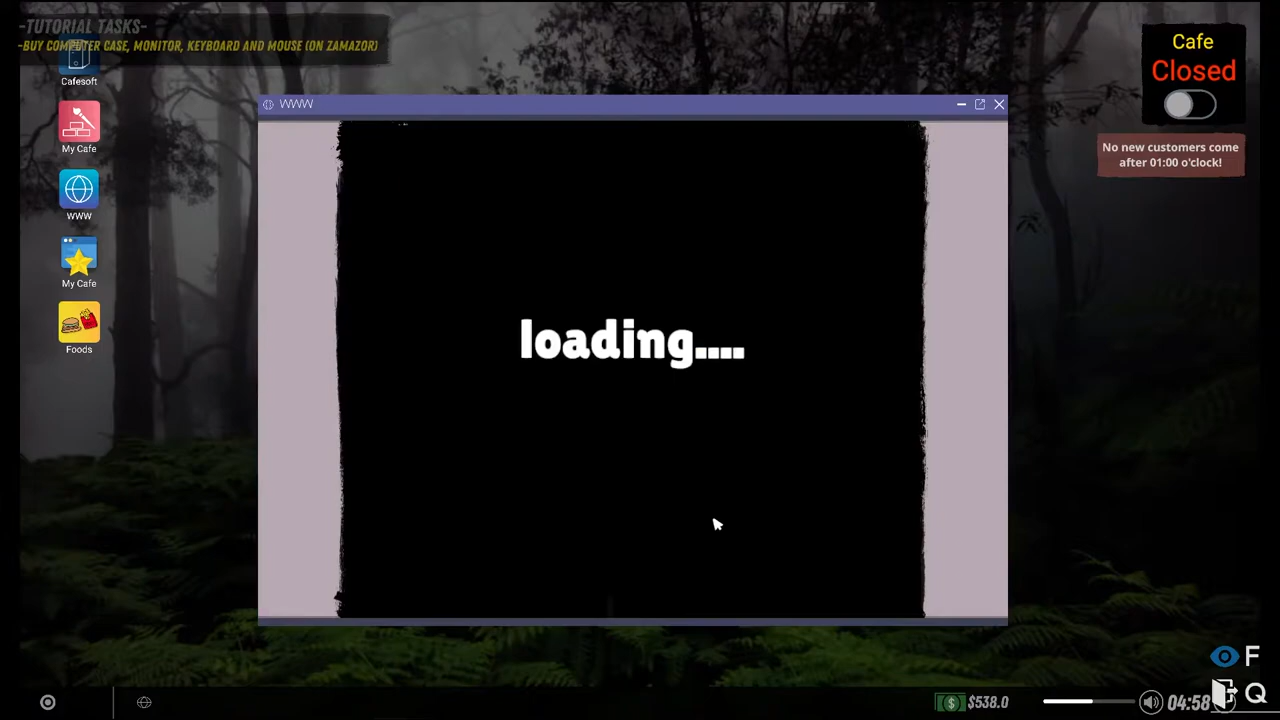 -TUTORIAL TASKS-
-BUY COMPUTER CASE, MONITOR, KEYBOARD AND MOUSE (ON ZAMAZOR)
Cafesoft
My Cafe
WWW
My Cafe
Foods
WWW
loading....
Cafe
Closed
No new customers come
after 01:00 o'clock!
F
Q
$538.0
04:58